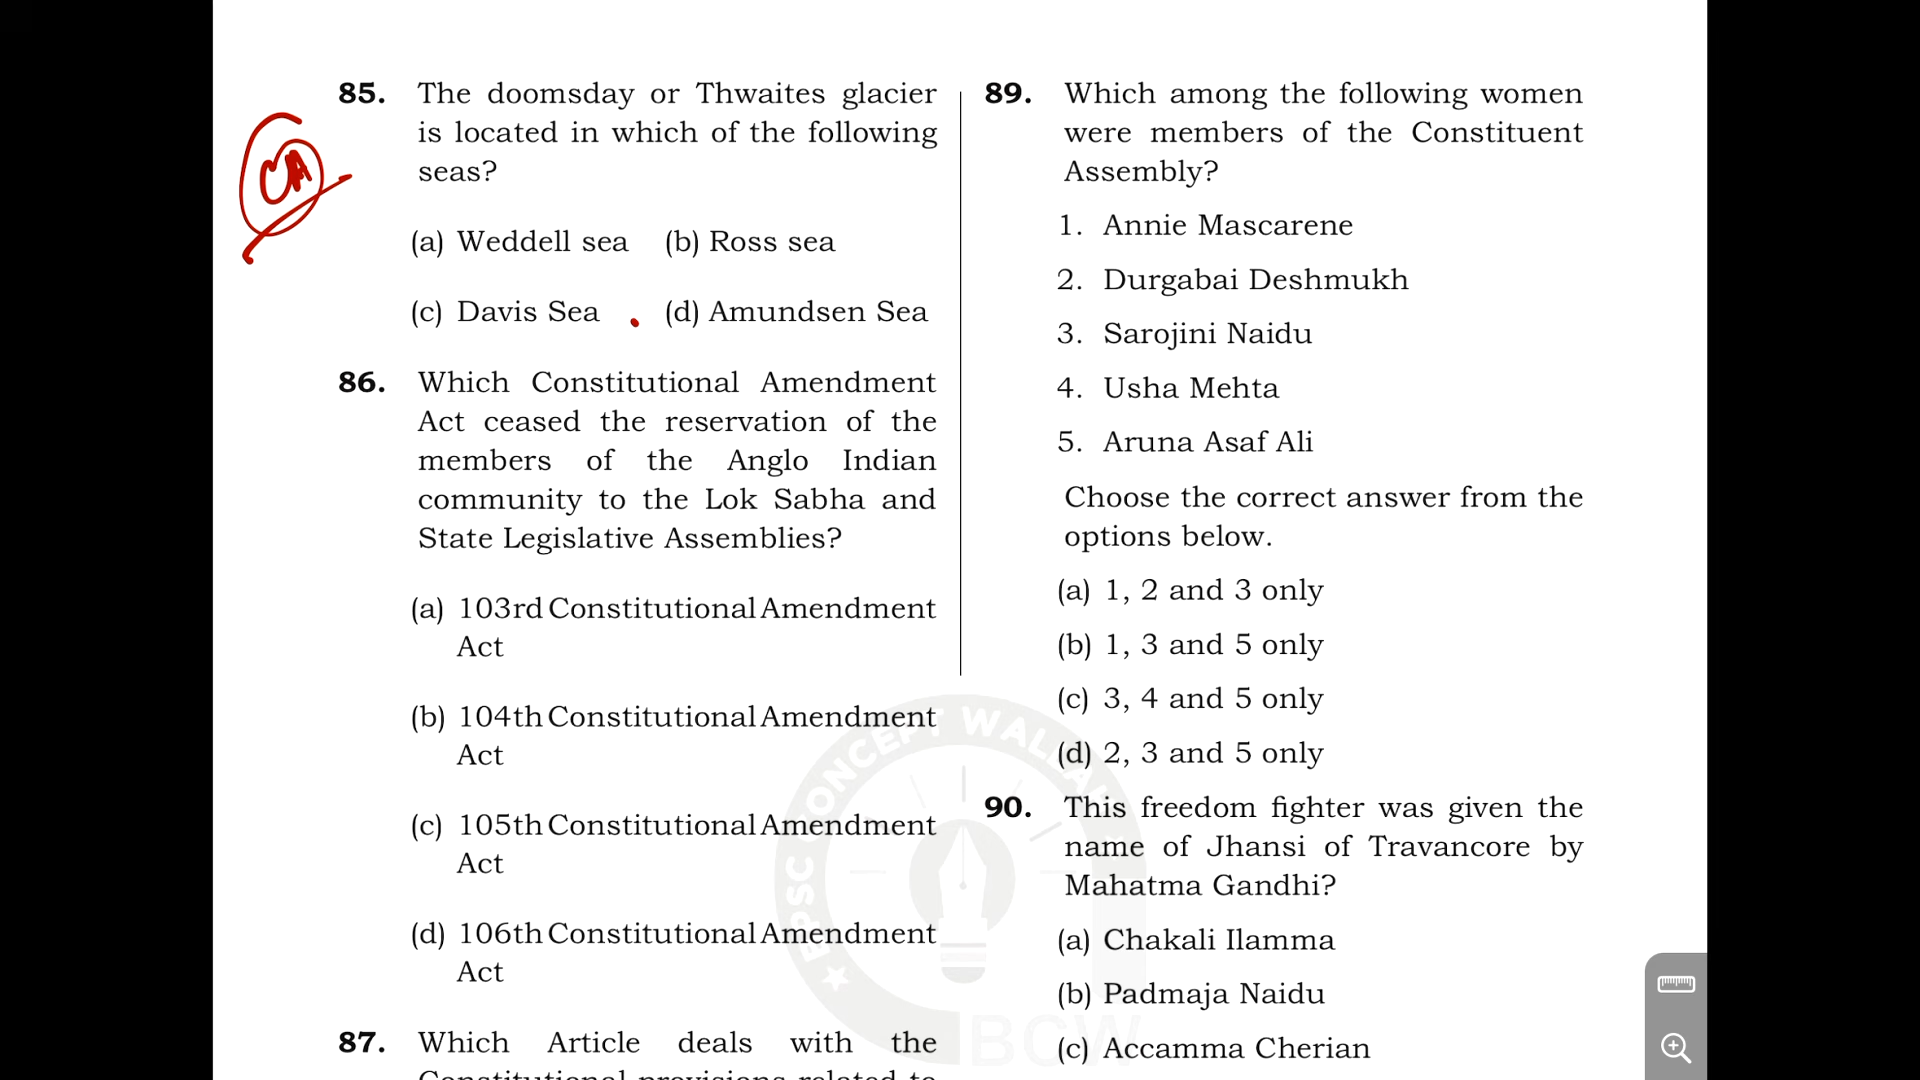 85. The doomsday or Thwaites glacier
is located in which of the following
seas?
(a) Weddell sea (b) Ross sea
(c) Davis Sea (d) Amundsen Sea
86. Which Constitutional Amendment
Act ceased the reservation of the
members of the Anglo Indian
community to the Lok Sabha and
State Legislative Assemblies?
(a) 103rd Constitutional Amendment
Act
(b) 104th Constitutional Amendment
Act
(c) 105th Constitutional Amendment
Act
(d) 106th Constitutional Amendment
Act
87. Which Article deals with the
Constitutional provisions related to
89. Which among the following women
were members of the Constituent
Assembly?
1. Annie Mascarene
2. Durgabai Deshmukh
3. Sarojini Naidu
4. Usha Mehta
5. Aruna Asaf Ali
Choose the correct answer from the
options below.
(a) 1, 2 and 3 only
(b) 1, 3 and 5 only
(c) 3, 4 and 5 only
(d) 2, 3 and 5 only
90. This freedom fighter was given the
name of Jhansi of Travancore by
Mahatma Gandhi?
(a) Chakali Ilamma
(b) Padmaja Naidu
(c) Accamma Cherian
CA
BCW